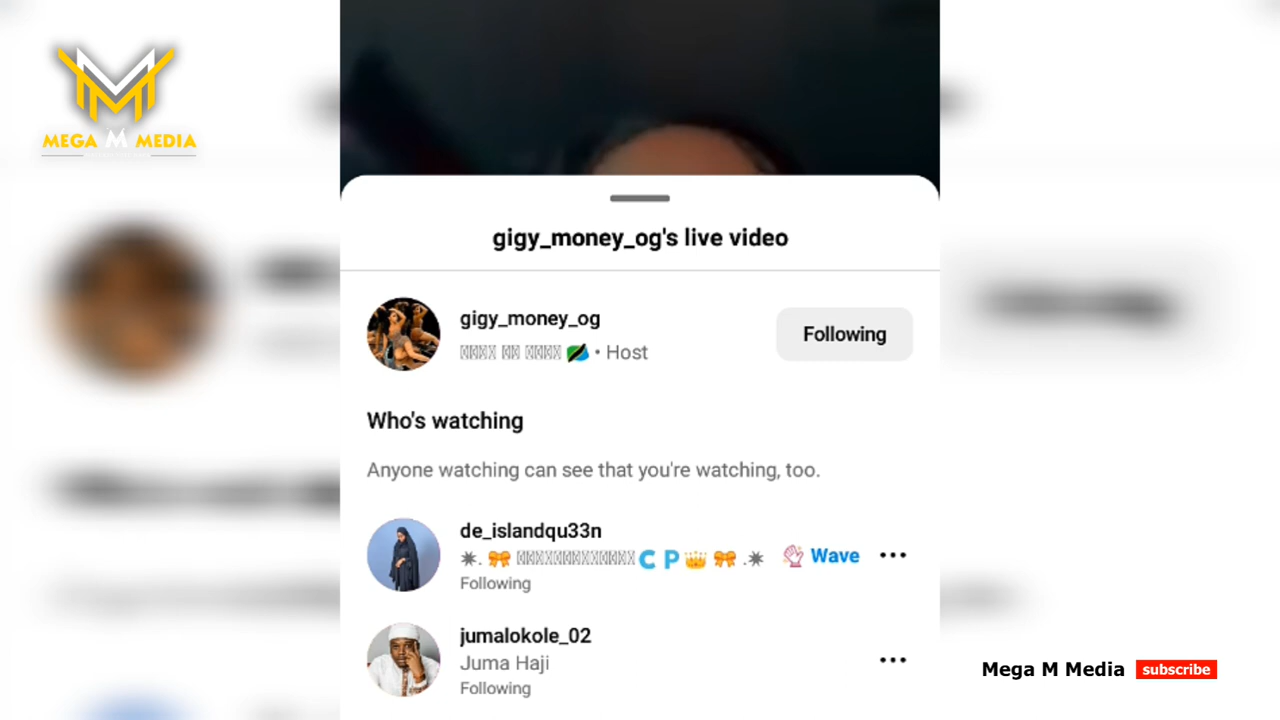 MEGA M MEDIA
gigy_money_og's live video
gigy_money_og
• Host
Following
Who's watching
Anyone watching can see that you're watching, too.
de_islandqu33n
C P
Following
Wave
jumalokole_02
Juma Haji
Following
Mega M Media subscribe